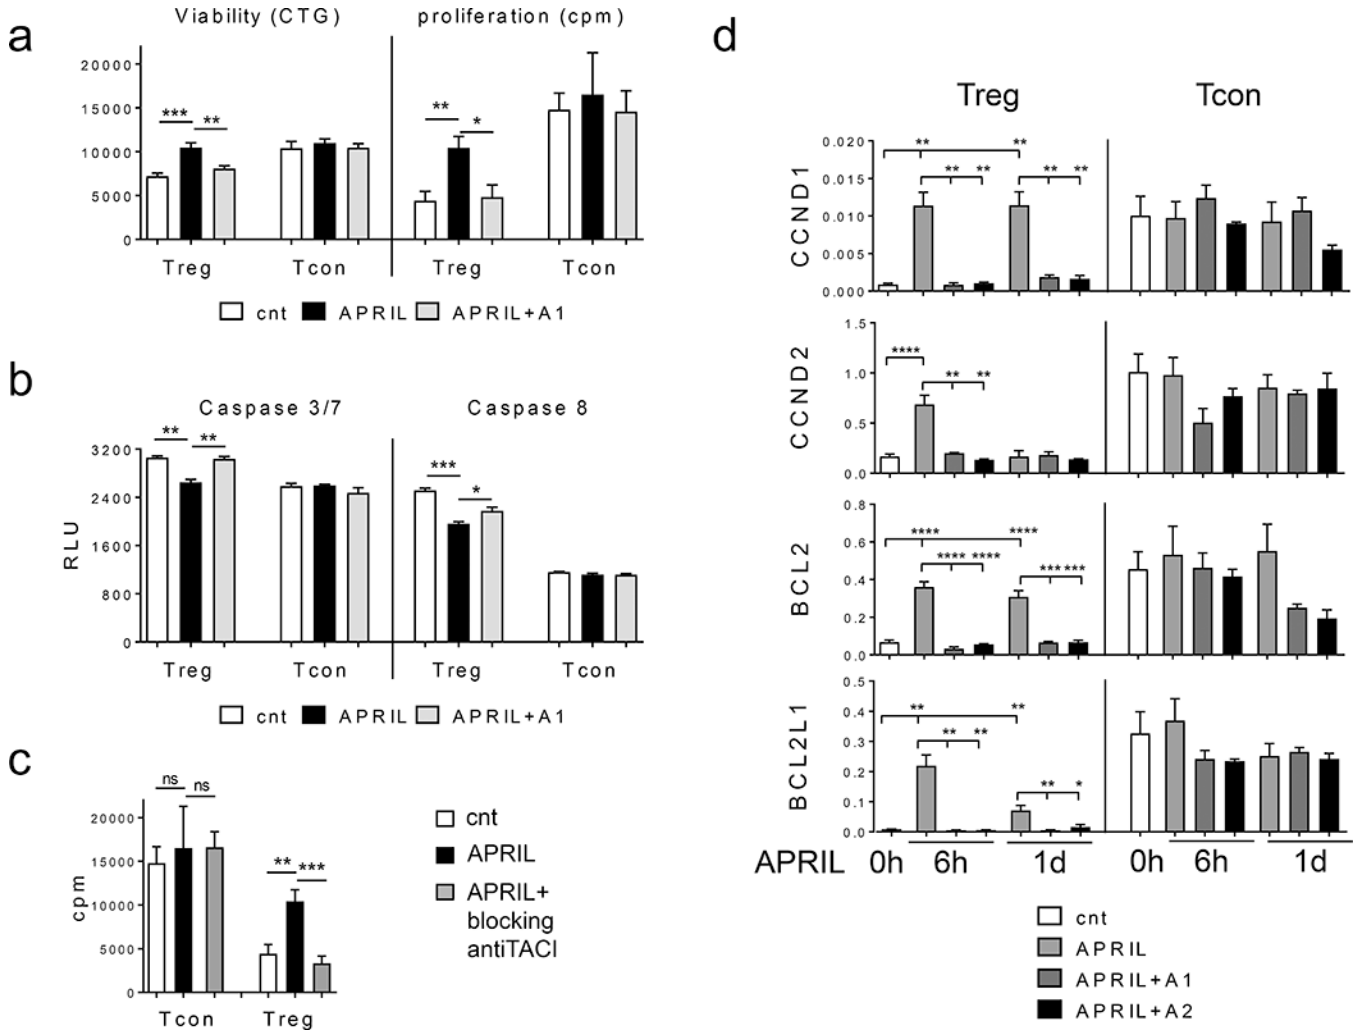 a
Viability (CTG)
proliferation (cpm)
20000
15000
10000
5000
0
***
**
**
*
Treg
Tcon
Treg
Tcon
cnt
APRIL
APRIL+A1
b
Caspase 3/7
Caspase 8
RLU
3200
2400
1600
800
0
**
**
***
*
Treg
Tcon
Treg
Tcon
cnt
APRIL
APRIL+A1
c
cpm
20000
15000
10000
5000
0
ns
ns
**
***
Tcon
Treg
cnt
APRIL
APRIL+
blocking
antiTACI
d
Treg
Tcon
CCND1
0.020
0.015
0.010
0.005
0.000
**
**
**
**
**
**
CCND2
1.5
1.0
0.5
0.0
****
**
**
BCL2
0.8
0.6
0.4
0.2
0.0
****
****
****
****
***
***
BCL2L1
0.5
0.4
0.3
0.2
0.1
0.0
**
**
**
**
**
*
APRIL 0h 6h 1d 0h 6h 1d
cnt
APRIL
APRIL+A1
APRIL+A2